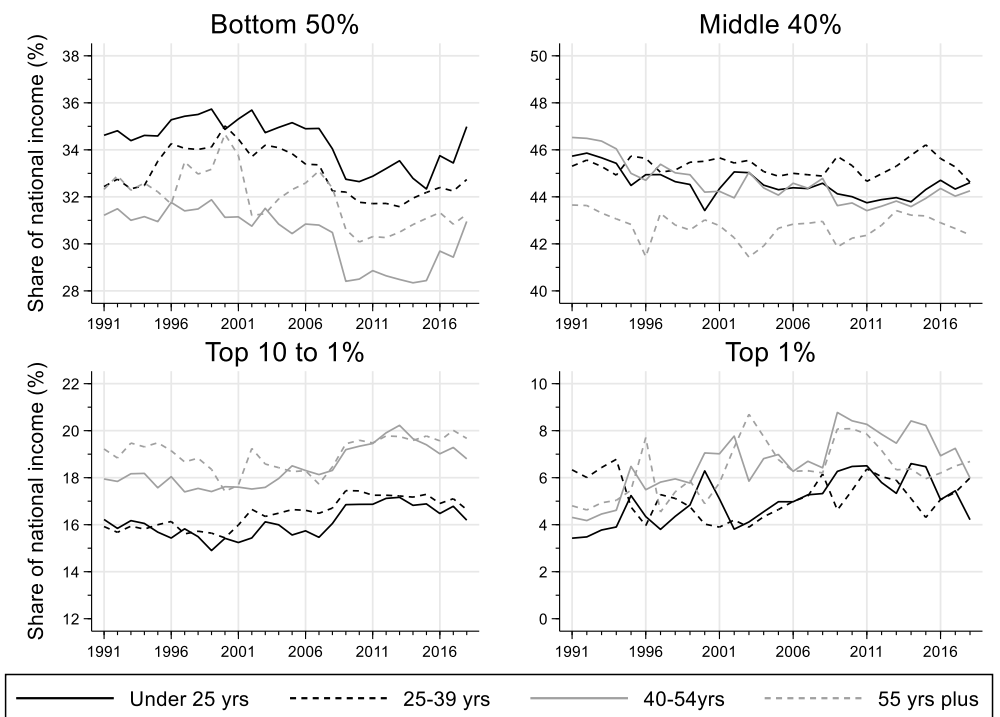 Bottom 50%
Share of national income (%)
38
36
34
32
30
28
1991 1996 2001 2006 2011 2016
Middle 40%
50
48
46
44
42
40
1991 1996 2001 2006 2011 2016
Top 10 to 1%
Share of national income (%)
22
20
18
16
14
12
1991 1996 2001 2006 2011 2016
Top 1%
10
8
6
4
2
0
1991 1996 2001 2006 2011 2016
Under 25 yrs 25-39 yrs 40-54yrs 55 yrs plus